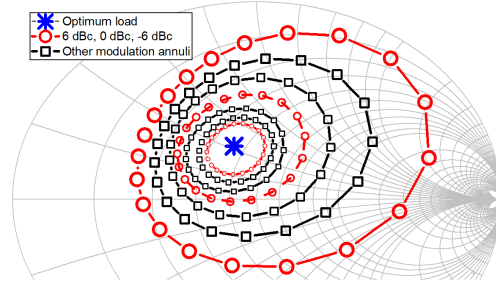 Optimum load
6 dBc, 0 dBc, -6 dBc
Other modulation annuli